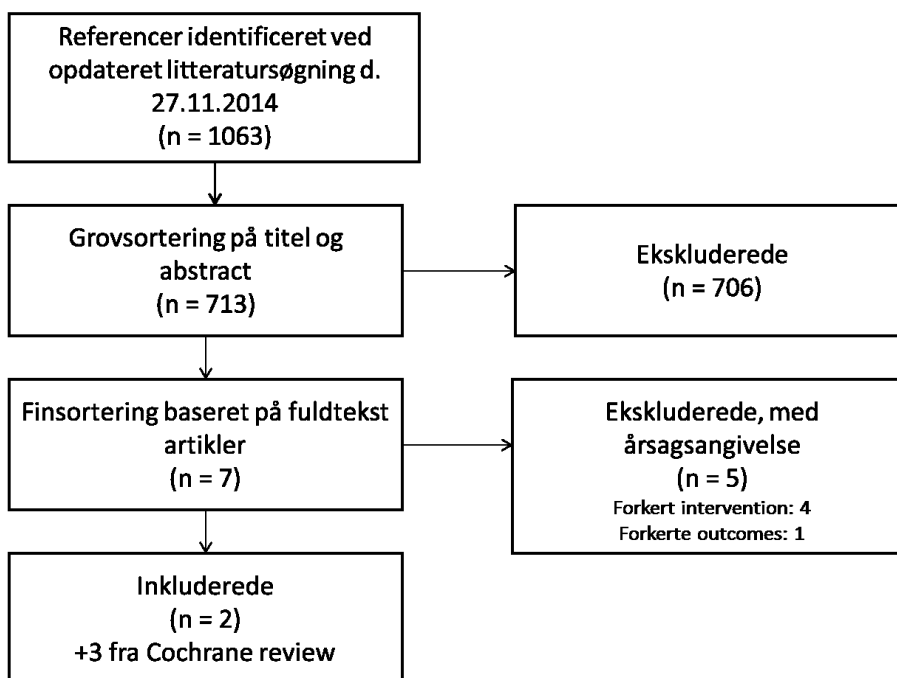 Referencer identificeret ved
opdateret litteratursøgning d.
27.11.2014
(n = 1063)
Grovsortering på titel og
abstract
(n = 713)
Ekskluderede
(n = 706)
Finsortering baseret på fuldtekst
artikler
(n = 7)
Ekskluderede, med
årsagsangivelse
(n = 5)
Forkert intervention: 4
Forkerte outcomes: 1
Inkluderede
(n = 2)
+3 fra Cochrane review